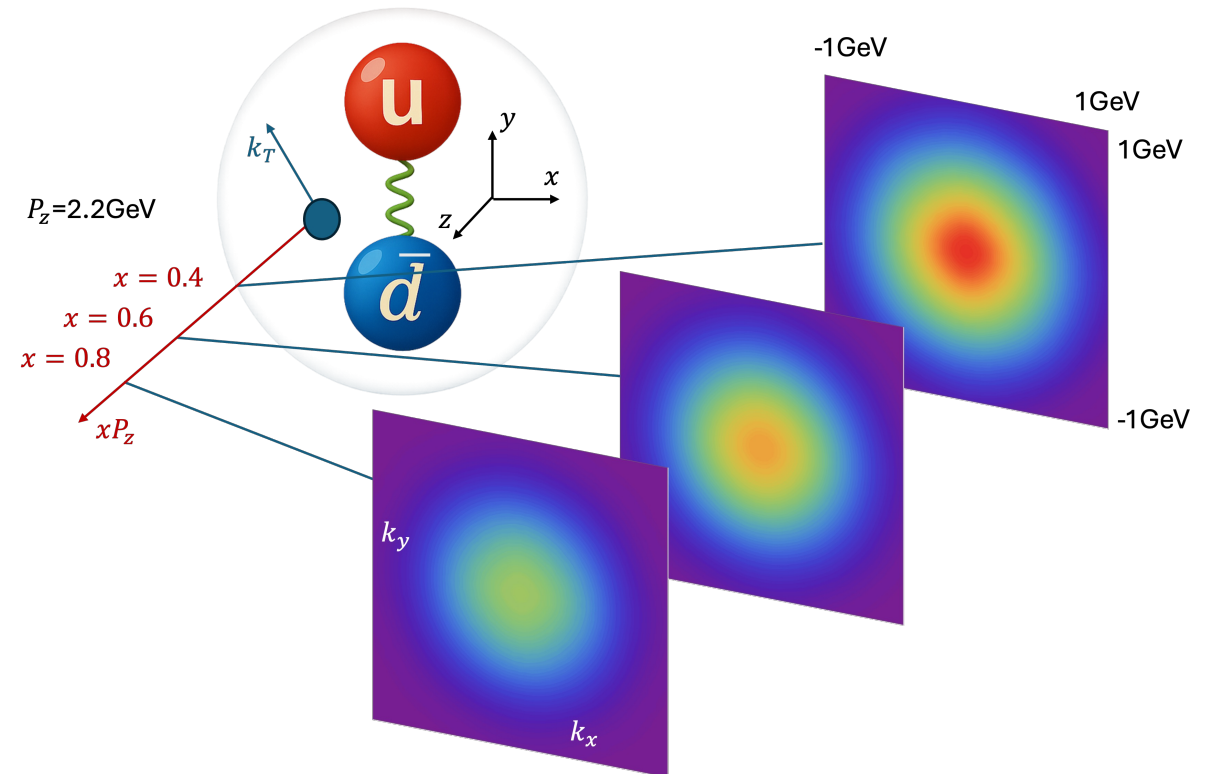 -1GeV
1GeV
1GeV
u
y
k_T
x
P_z=2.2GeV
z
x = 0.4
d̄
x = 0.6
x = 0.8
-1GeV
xP_z
k_y
k_x